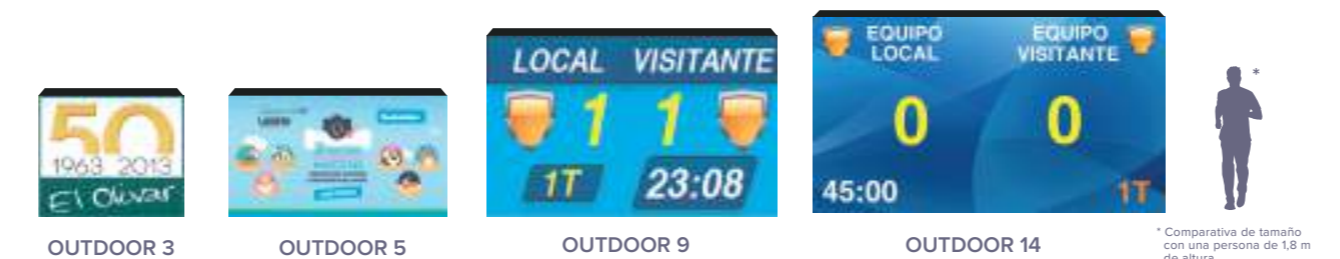 50
1963 2013
El Olivar
OUTDOOR 3
OUTDOOR 5
LOCAL VISITANTE
1 1
1T 23:08
OUTDOOR 9
EQUIPO LOCAL
EQUIPO VISITANTE
0 0
45:00 1T
OUTDOOR 14
*
* Comparativa de tamaño
con una persona de 1,8 m
de altura